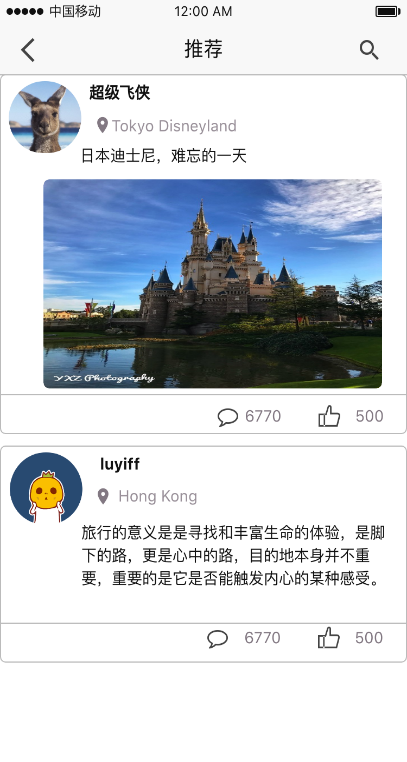 中国移动 12:00 AM
推荐
超级飞侠
Tokyo Disneyland
日本迪士尼，难忘的一天
YXZ Photography
6770 500
luyiff
Hong Kong
旅行的意义是是寻找和丰富生命的体验，是脚
下的路，更是心中的路，目的地本身并不重
要，重要的是它是否能触发内心的某种感受。
6770 500